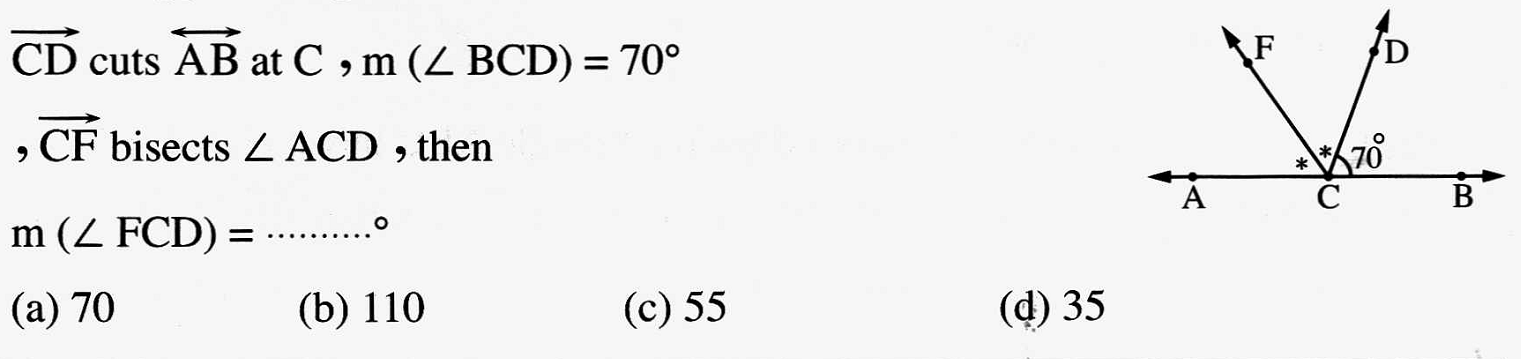 CD cuts AB at C , m (∠ BCD) = 70°
, CF bisects ∠ ACD , then
m (∠ FCD) = ..........°
(a) 70 (b) 110 (c) 55 (d) 35
F
D
* * 70°
A C B